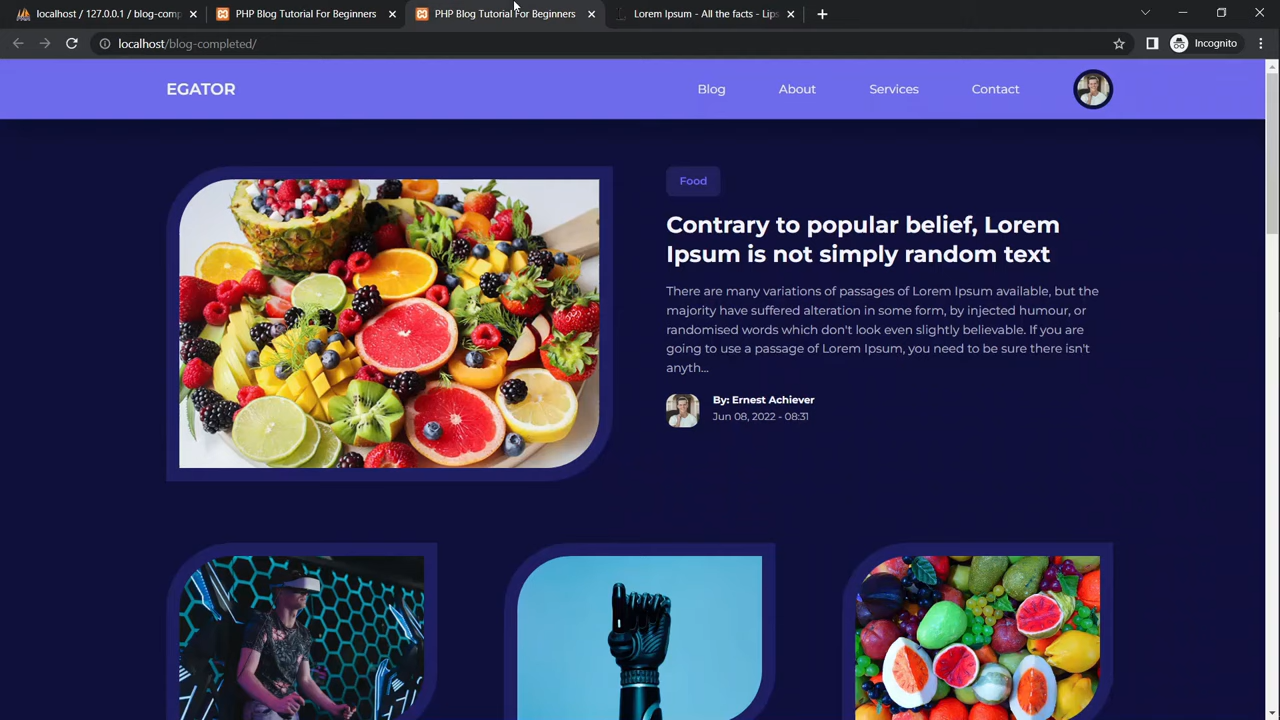 localhost / 127.0.0.1 / blog-comp
PHP Blog Tutorial For Beginners
PHP Blog Tutorial For Beginners
Lorem Ipsum - All the facts - Lips
localhost/blog-completed/
Incognito
EGATOR
Blog
About
Services
Contact
Food
Contrary to popular belief, Lorem
Ipsum is not simply random text
There are many variations of passages of Lorem Ipsum available, but the
majority have suffered alteration in some form, by injected humour, or
randomised words which don't look even slightly believable. If you are
going to use a passage of Lorem Ipsum, you need to be sure there isn't
anyth...
By: Ernest Achiever
Jun 08, 2022 - 08:31